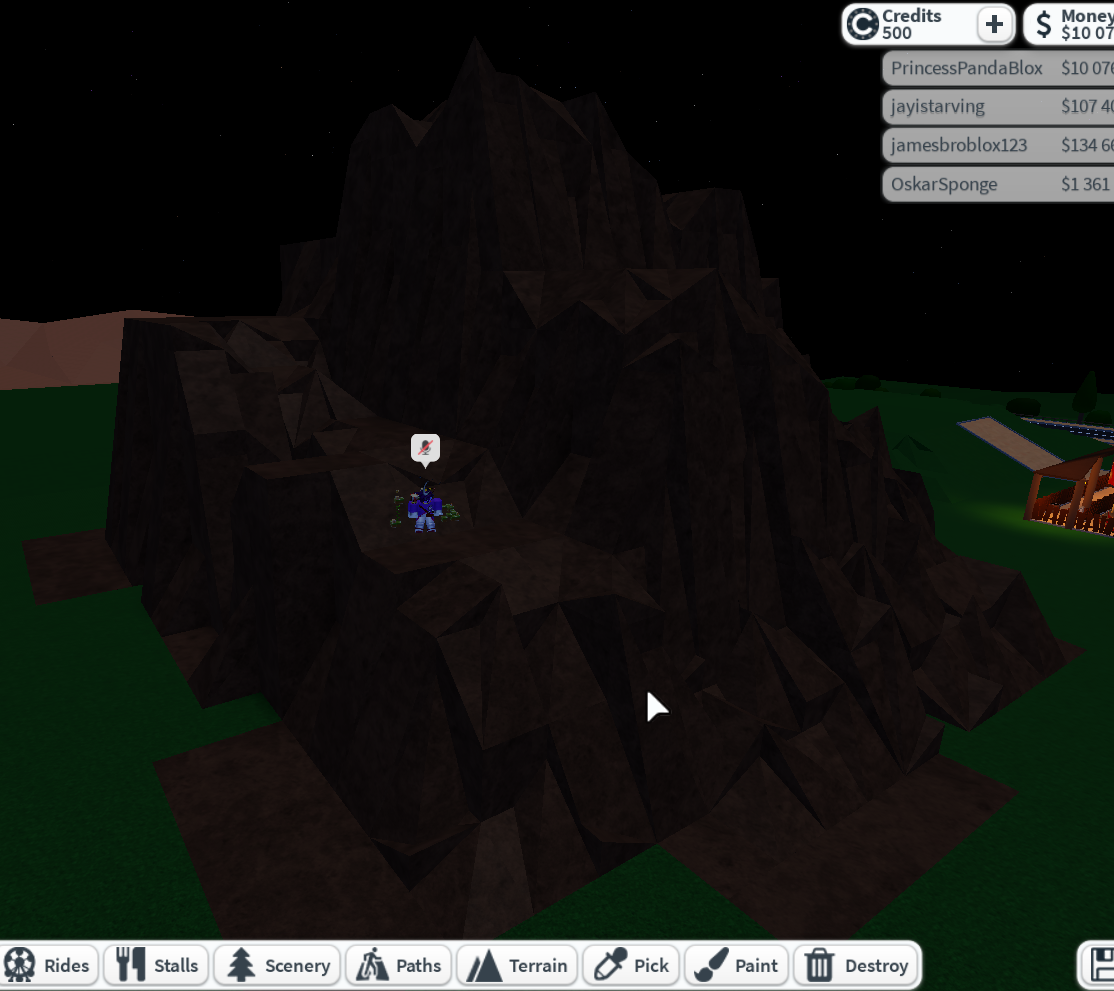 Credits
500
+
$ Money
$10 07
PrincessPandaBlox $10 076
jayistarving $107 40
jamesbroblox123 $134 66
OskarSponge $1 361
Rides
Stalls
Scenery
Paths
Terrain
Pick
Paint
Destroy